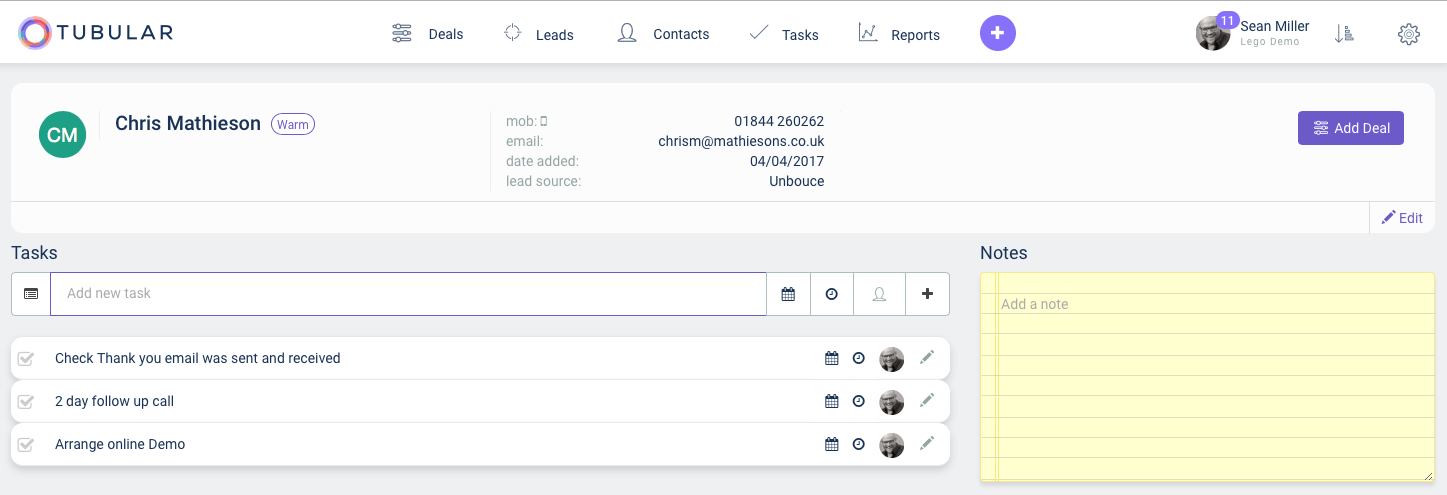 TUBULAR
Deals
Leads
Contacts
Tasks
Reports
+
11
Sean Miller
Lego Demo
CM
Chris Mathieson
Warm
mob: 01844 260262
email: chrism@mathiesons.co.uk
date added: 04/04/2017
lead source: Unbouce
Add Deal
Edit
Tasks
Add new task
Check Thank you email was sent and received
2 day follow up call
Arrange online Demo
Notes
Add a note